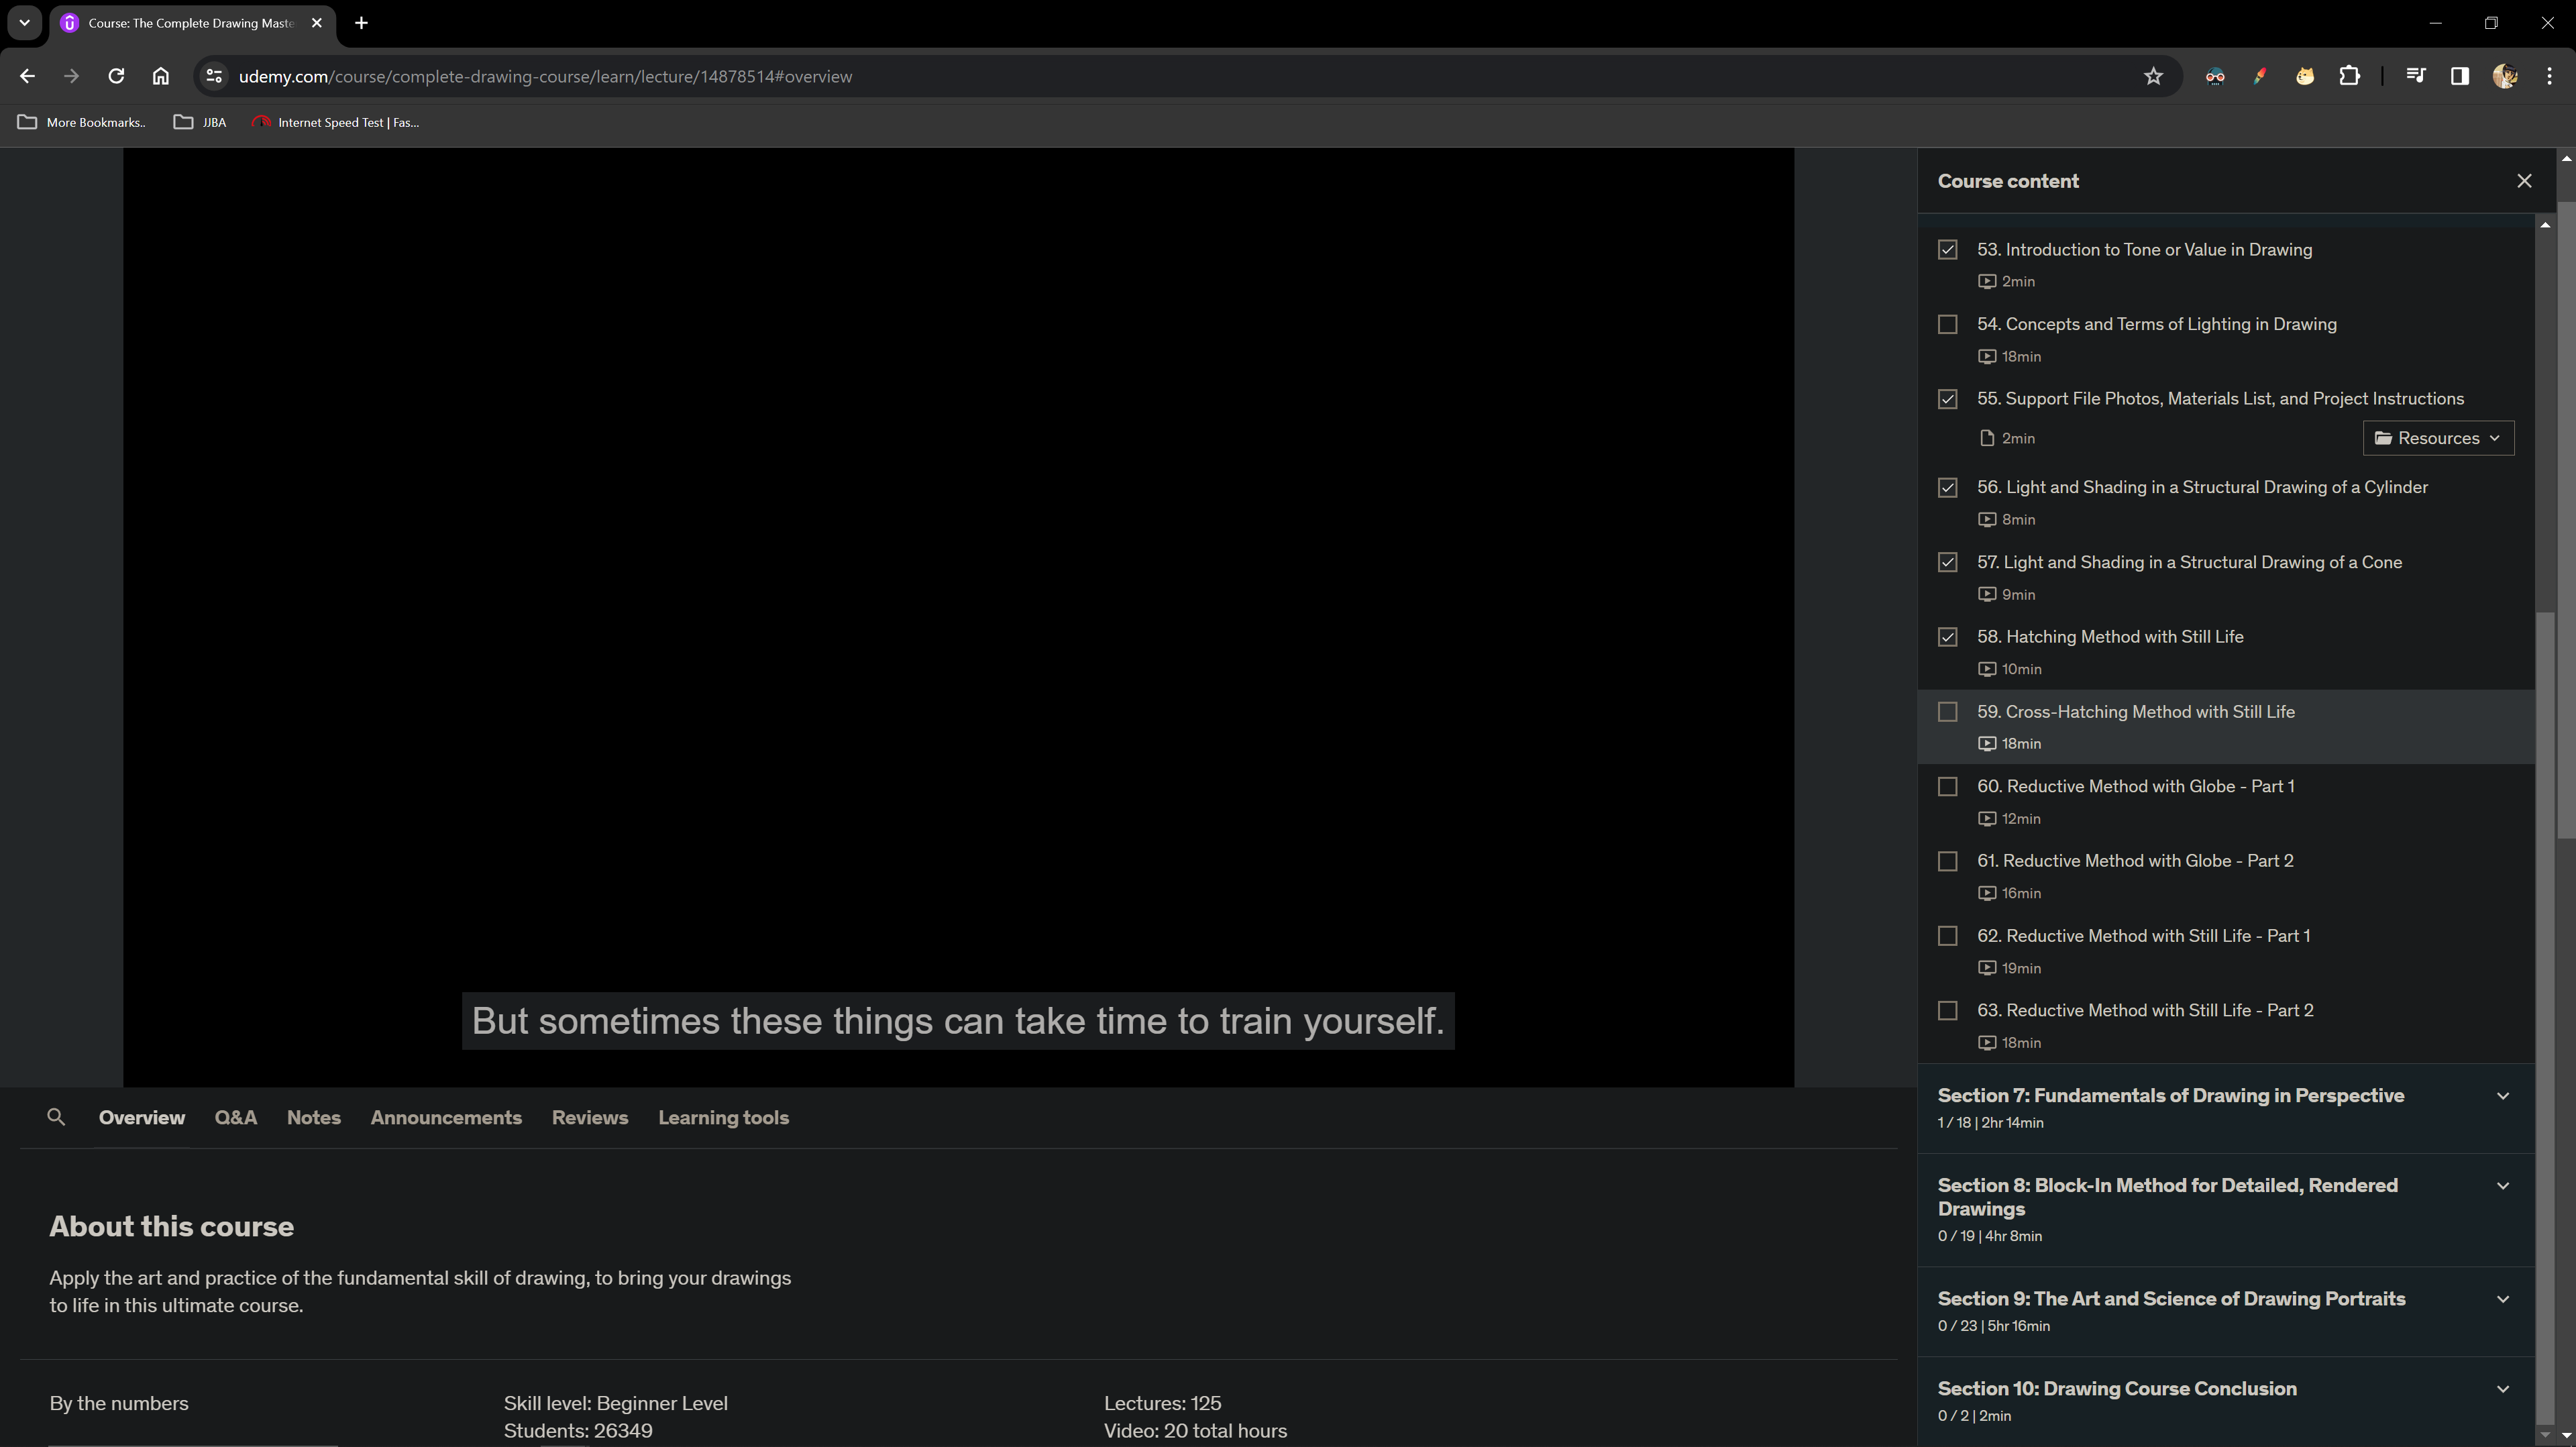 Course: The Complete Drawing Maste
udemy.com/course/complete-drawing-course/learn/lecture/14878514#overview
More Bookmarks..
JJBA
Internet Speed Test | Fas...
But sometimes these things can take time to train yourself.
Overview
Q&A
Notes
Announcements
Reviews
Learning tools
About this course
Apply the art and practice of the fundamental skill of drawing, to bring your drawings
to life in this ultimate course.
By the numbers
Skill level: Beginner Level
Students: 26349
Lectures: 125
Video: 20 total hours
Course content
53. Introduction to Tone or Value in Drawing
2min
54. Concepts and Terms of Lighting in Drawing
18min
55. Support File Photos, Materials List, and Project Instructions
2min
Resources
56. Light and Shading in a Structural Drawing of a Cylinder
8min
57. Light and Shading in a Structural Drawing of a Cone
9min
58. Hatching Method with Still Life
10min
59. Cross-Hatching Method with Still Life
18min
60. Reductive Method with Globe - Part 1
12min
61. Reductive Method with Globe - Part 2
16min
62. Reductive Method with Still Life - Part 1
19min
63. Reductive Method with Still Life - Part 2
18min
Section 7: Fundamentals of Drawing in Perspective
1 / 18 | 2hr 14min
Section 8: Block-In Method for Detailed, Rendered
Drawings
0 / 19 | 4hr 8min
Section 9: The Art and Science of Drawing Portraits
0 / 23 | 5hr 16min
Section 10: Drawing Course Conclusion
0 / 2 | 2min